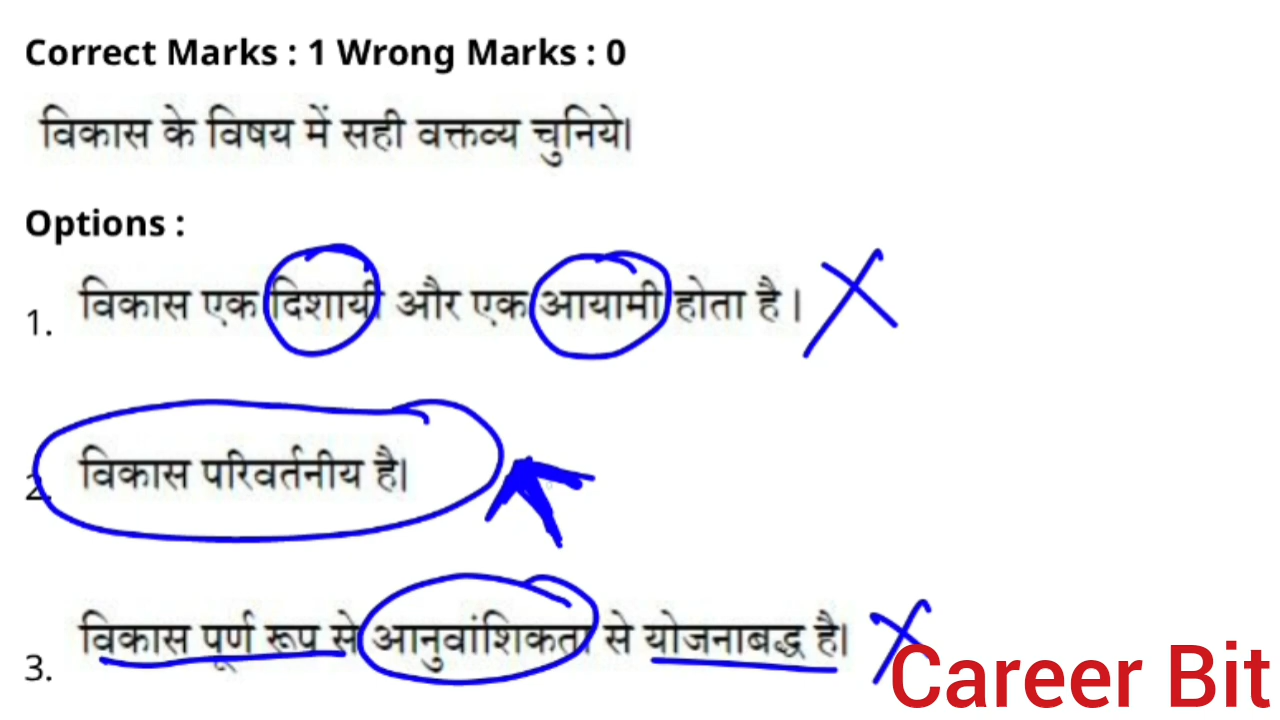 Correct Marks : 1 Wrong Marks : 0
विकास के विषय में सही वक्तव्य चुनिये।
Options :
1. विकास एक दिशायी और एक आयामी होता है ।
2. विकास परिवर्तनीय है।
3. विकास पूर्ण रूप से आनुवांशिकता से योजनाबद्ध है।
Career Bit